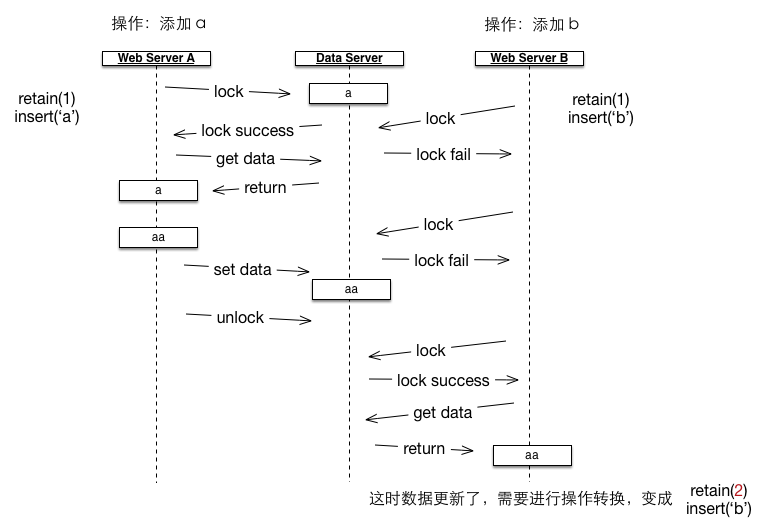 操作：添加a
操作：添加b
Web Server A
Data Server
Web Server B
lock
a
retain(1)
insert(‘a’)
retain(1)
insert(‘b’)
lock
lock success
get data
lock fail
a
return
lock
aa
lock fail
set data
aa
unlock
lock
lock success
get data
return
aa
这时数据更新了，需要进行操作转换，变成
retain(2)
insert(‘b’)